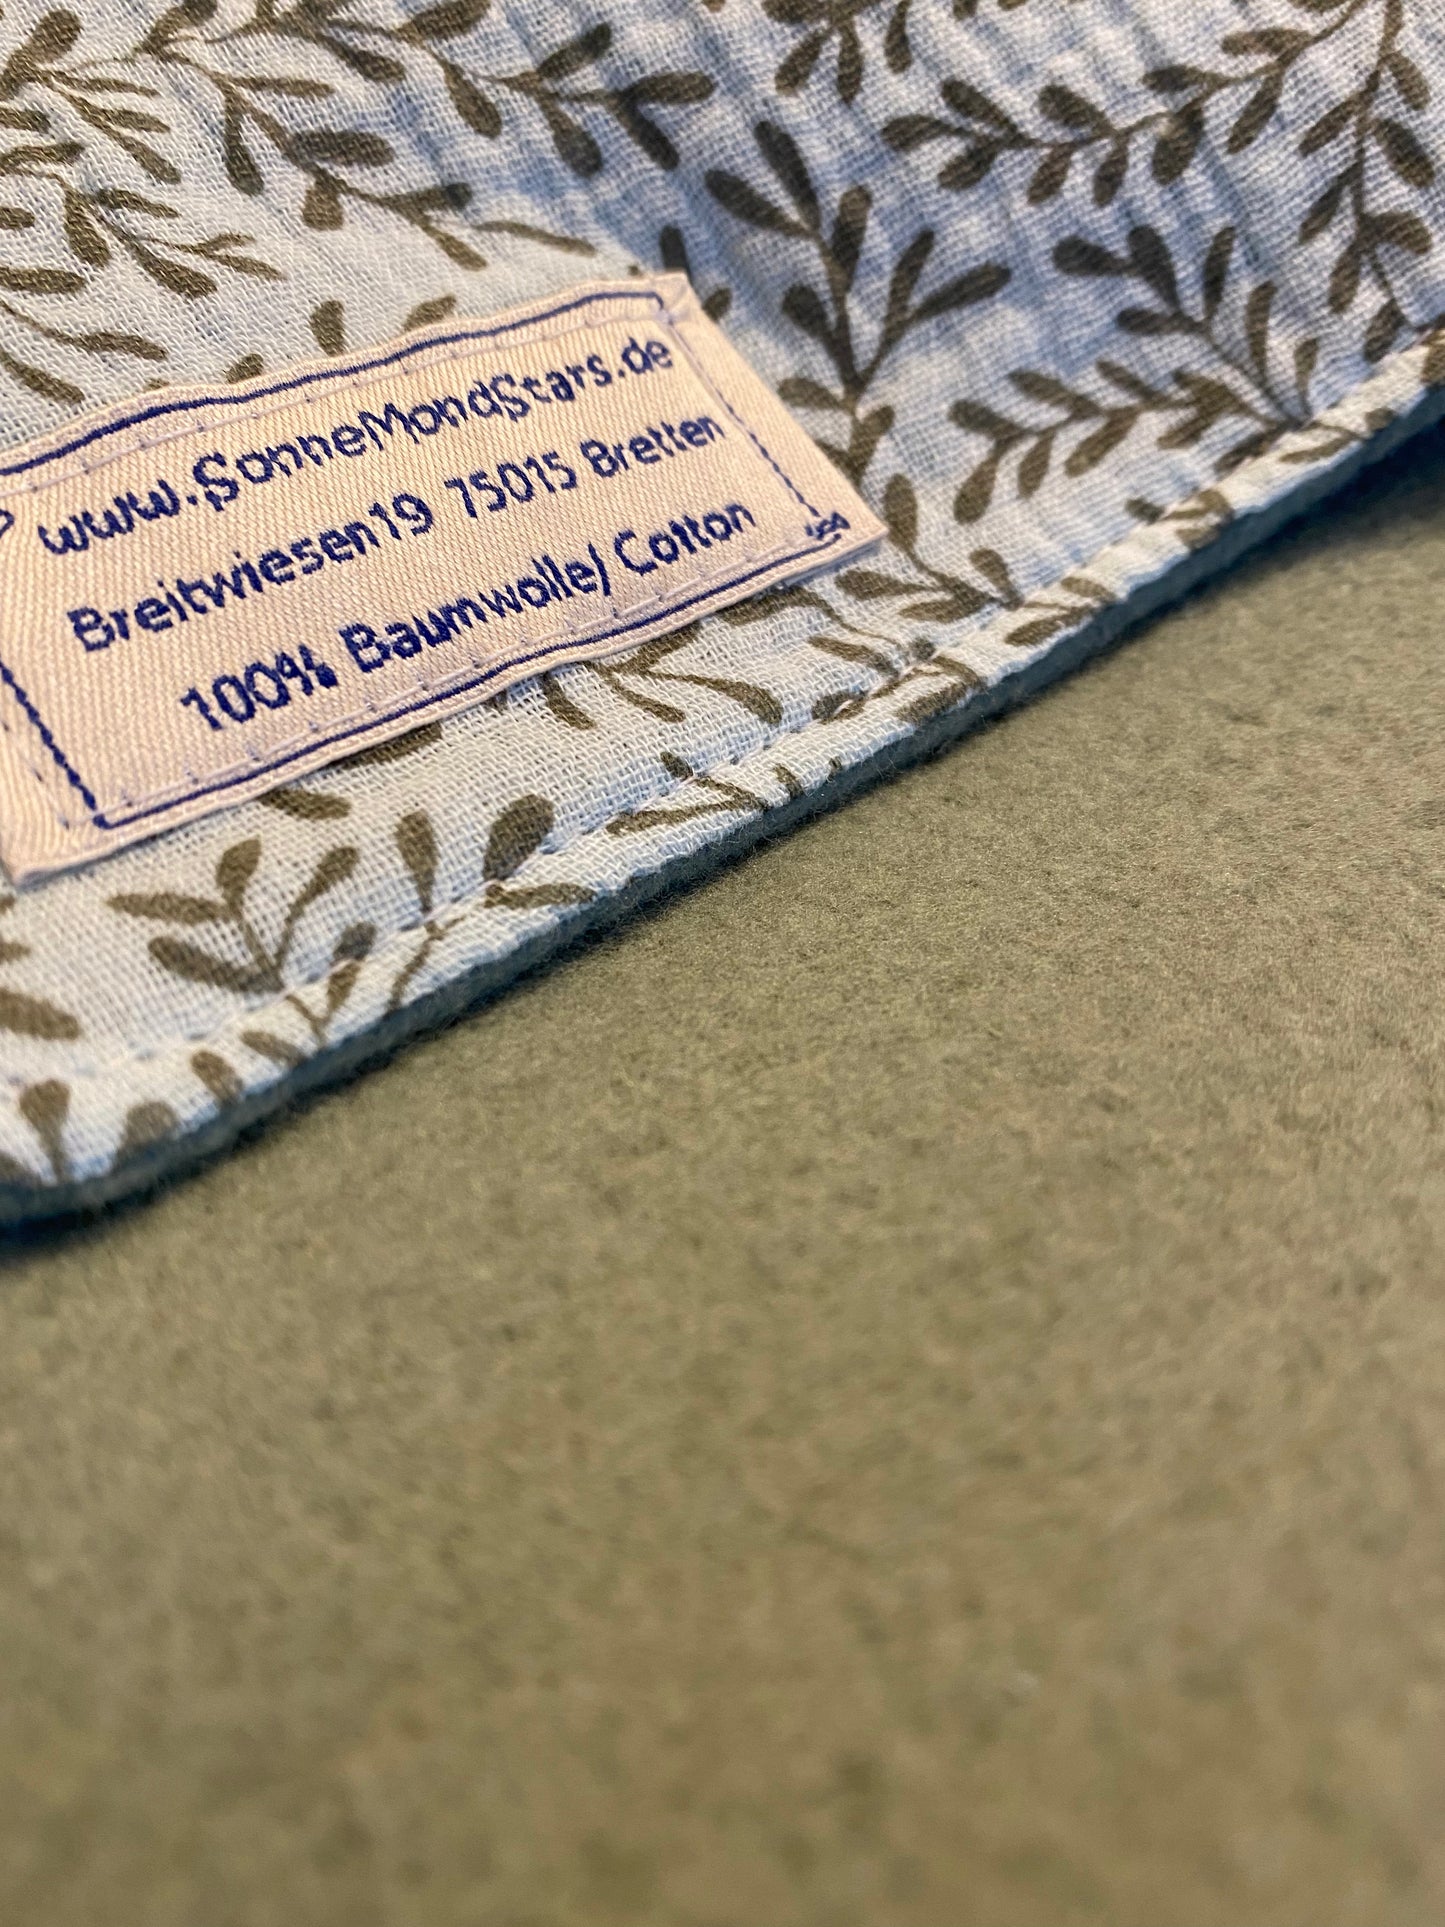 www.SonneMondStars.de
Breitwiesen19 75015 Bretten
100% Baumwolle/ Cotton